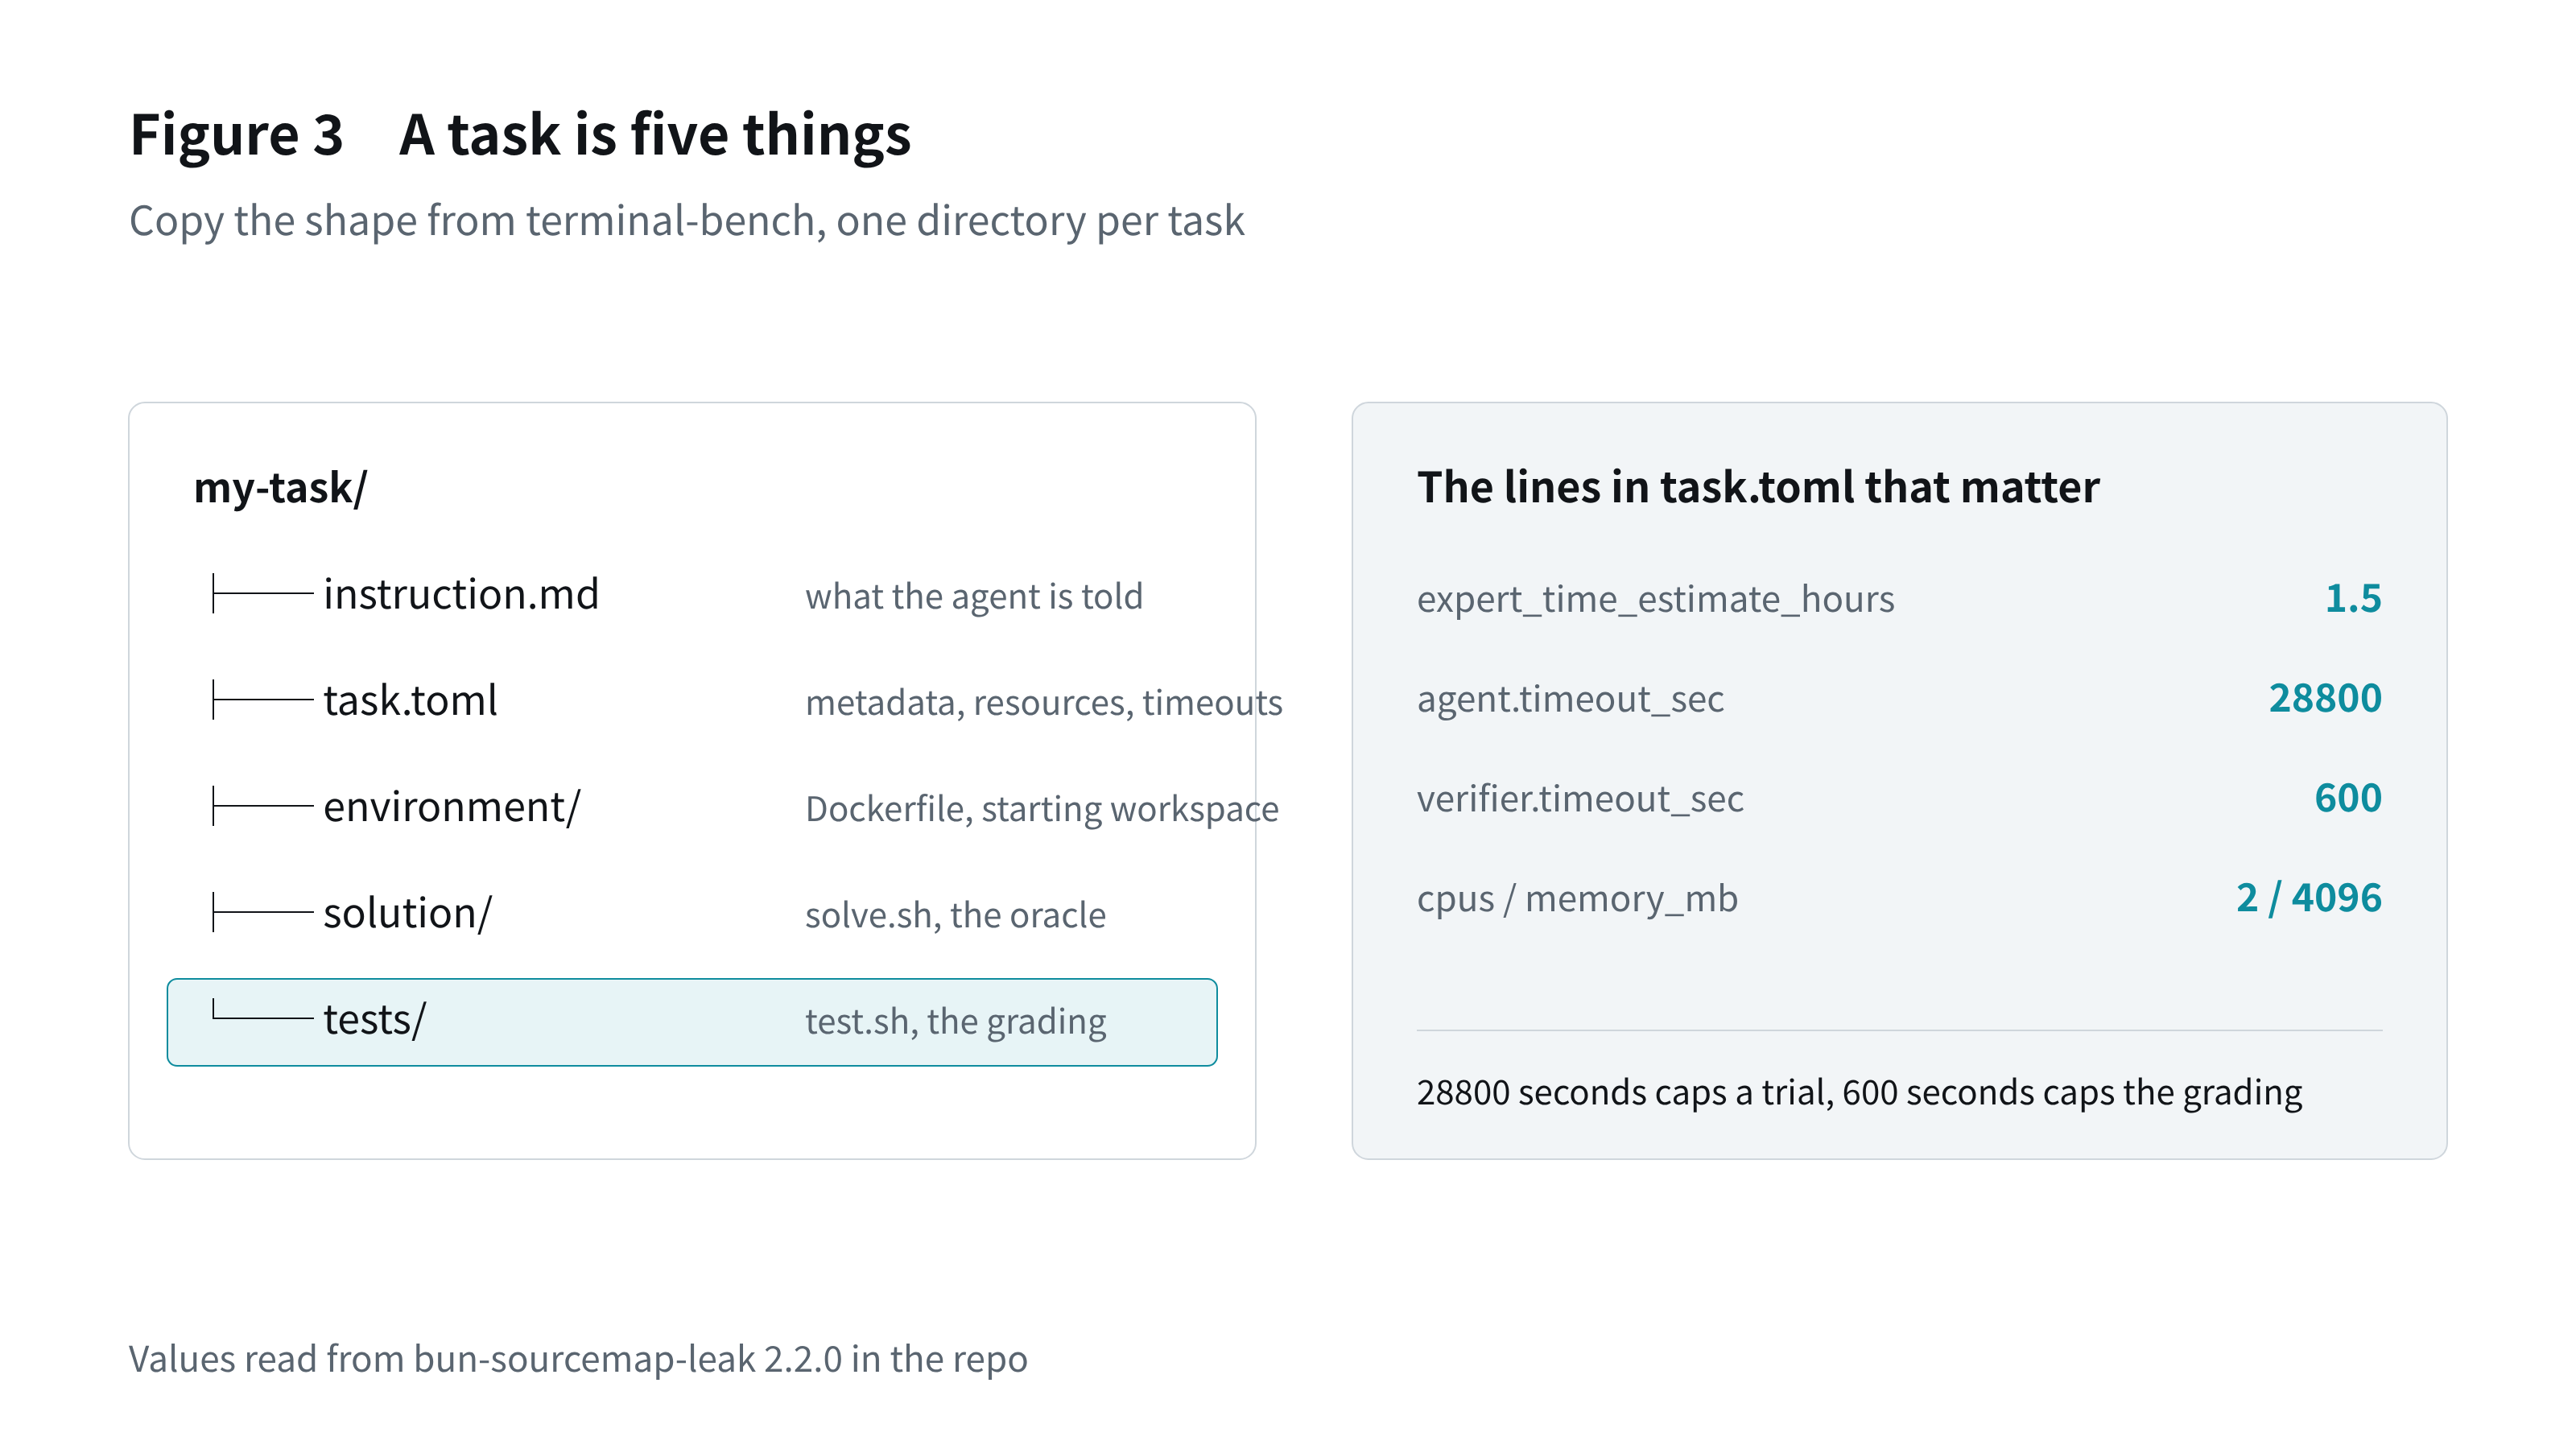 Figure 3 A task is five things
Copy the shape from terminal-bench, one directory per task
my-task/
instruction.md what the agent is told
task.toml metadata, resources, timeouts
environment/ Dockerfile, starting workspace
solution/ solve.sh, the oracle
tests/ test.sh, the grading
The lines in task.toml that matter
expert_time_estimate_hours 1.5
agent.timeout_sec 28800
verifier.timeout_sec 600
cpus / memory_mb 2 / 4096
28800 seconds caps a trial, 600 seconds caps the grading
Values read from bun-sourcemap-leak 2.2.0 in the repo